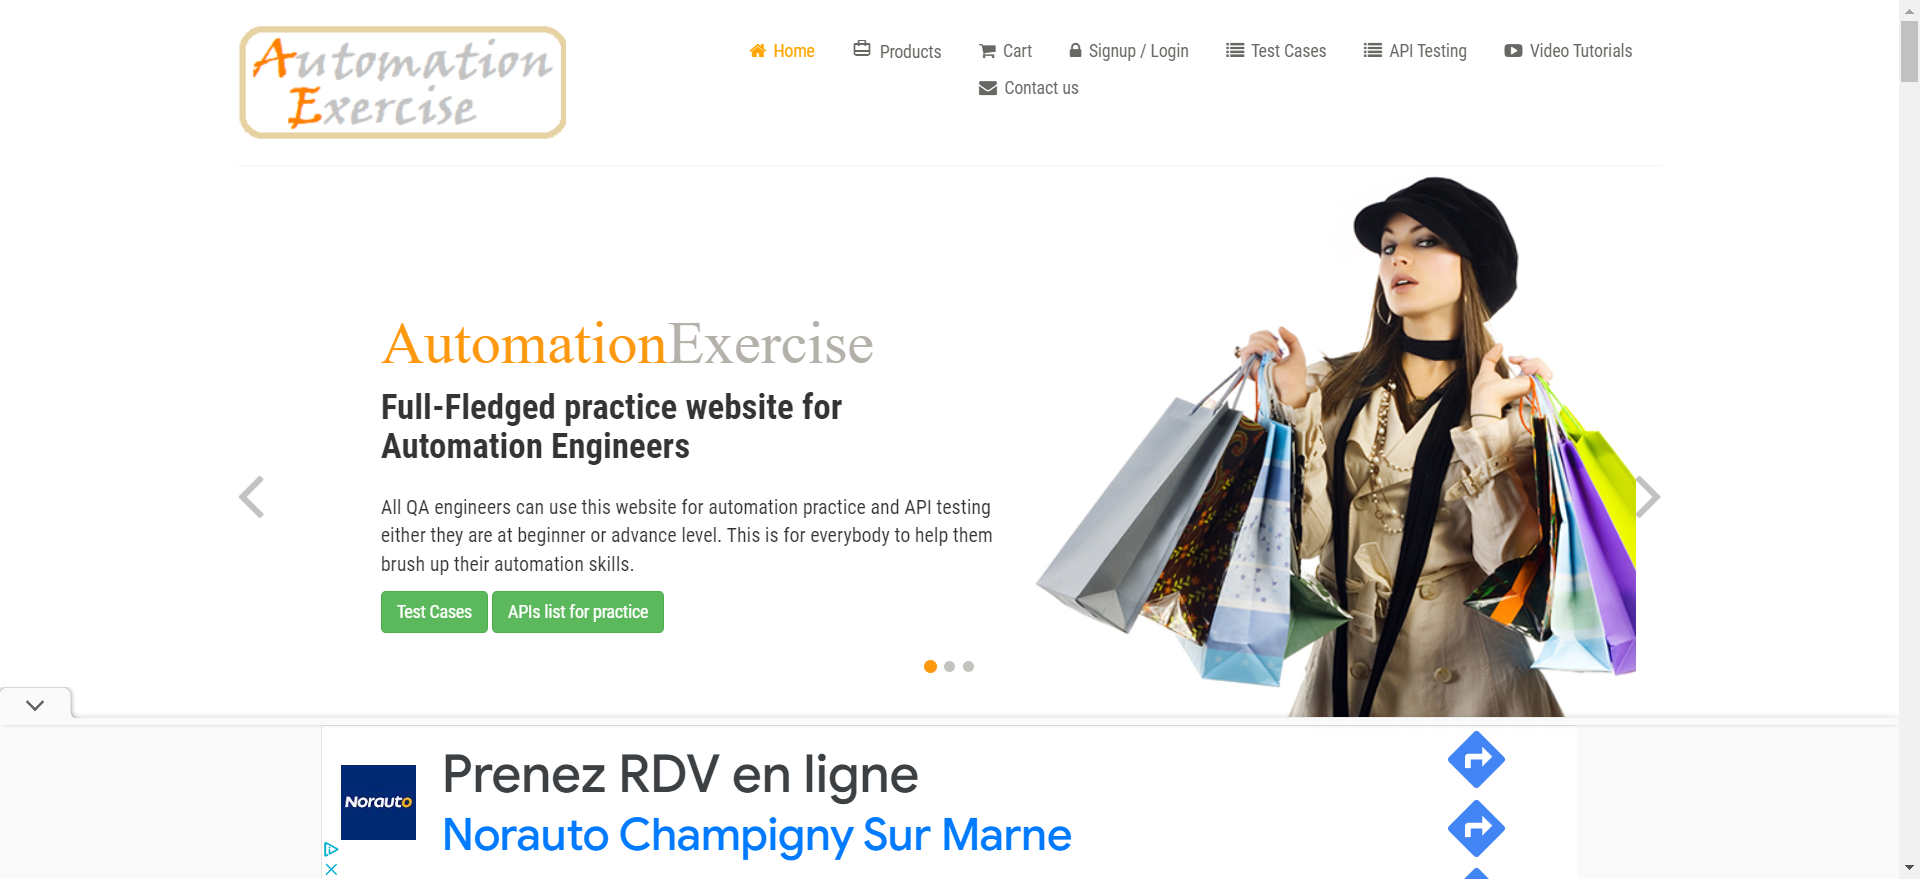 Automation
Exercise
Home
Products
Cart
Signup / Login
Test Cases
API Testing
Video Tutorials
Contact us
AutomationExercise
Full-Fledged practice website for
Automation Engineers
All QA engineers can use this website for automation practice and API testing
either they are at beginner or advance level. This is for everybody to help them
brush up their automation skills.
Test Cases
APIs list for practice
Prenez RDV en ligne
Norauto
Norauto Champigny Sur Marne